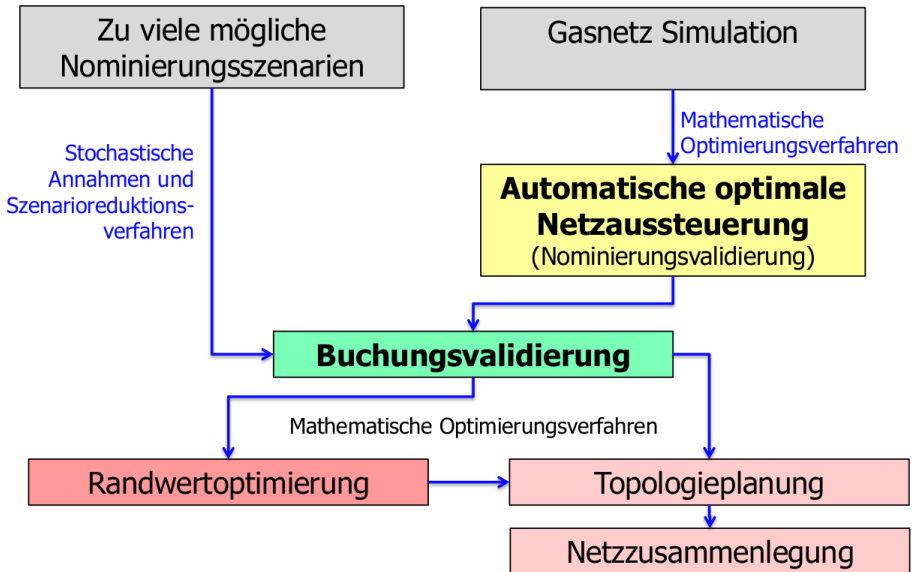 Zu viele mögliche
Nominierungsszenarien
Gasnetz Simulation
Stochastische
Annahmen und
Szenarioreduktions-
verfahren
Mathematische
Optimierungsverfahren
Automatische optimale
Netzaussteuerung
(Nominierungsvalidierung)
Buchungsvalidierung
Mathematische Optimierungsverfahren
Randwertoptimierung
Topologieplanung
Netzzusammenlegung